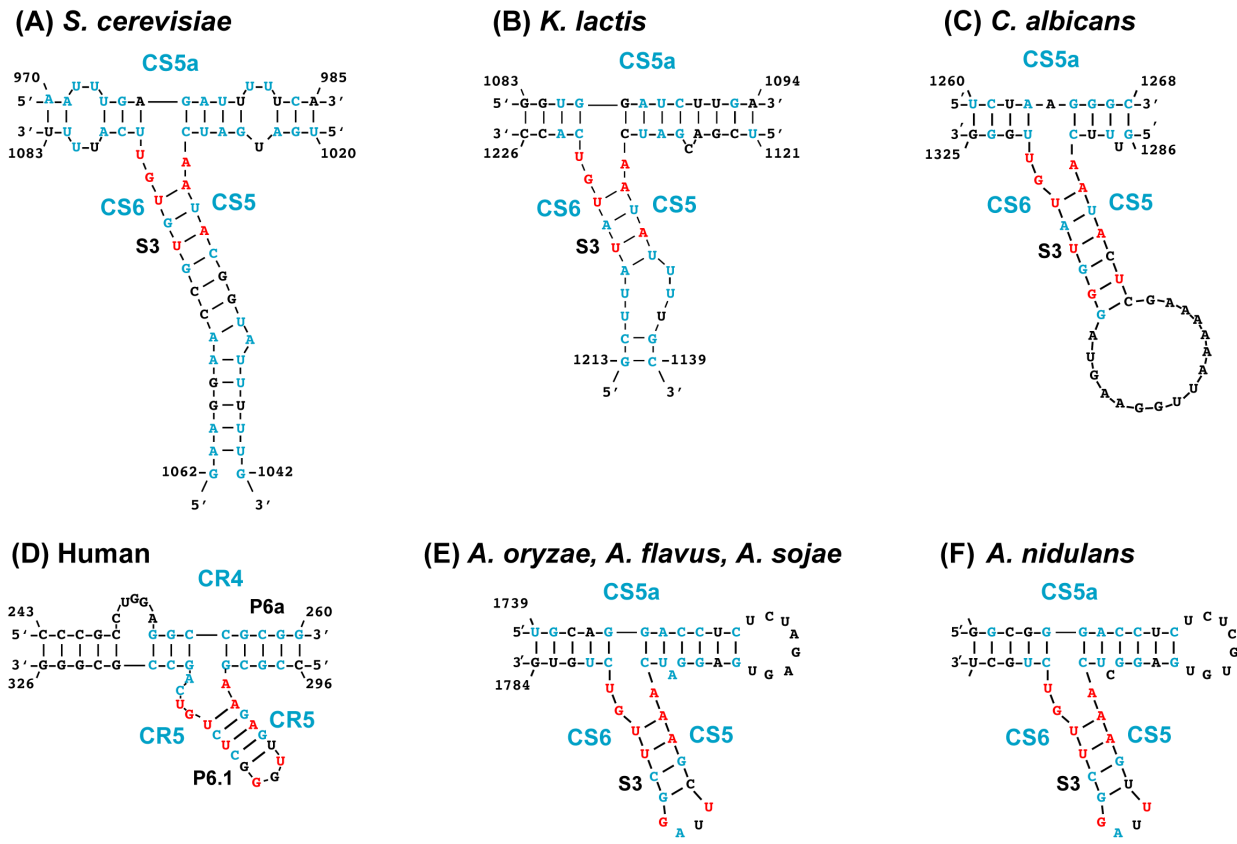 (A) S. cerevisiae
CS5a
970 985
5′ A A U U U G A G A U U U U U C A 3′
3′ U U U U A C U C U A G U A G U 5′
1083 1020
U G U G U G C C A A G G A A G
A A U A C G G U A U U U U U G
CS6 CS5
S3
1062 1042
5′ 3′
(B) K. lactis
CS5a
1083 1094
5′ G G U G G A U C U U G A 3′
3′ C C A C C U A G C A G C U 5′
1226 1121
U G U A U A U U C G
A A U A U U U U G C
CS6 CS5
S3
1213 1139
5′ 3′
(C) C. albicans
CS5a
1260 1268
5′ U C U A A G G G C 3′
3′ G G G U C U U U G 5′
1325 1286
U G U A U G G A U G A
A A U A C U C G A A A A A A U U G G A
CS6 CS5
S3
(D) Human
CR4
P6a
243 260
5′ C C C G C C U G G A G G C C G C G G 3′
3′ G G G C G C C G G C G C C 5′
326 296
A C U G U C U C G G
A A G A G U U G
CR5 CR5
P6.1
(E) A. oryzae, A. flavus, A. sojae
CS5a
1739
5′ U G C A G G A C C U C U C U A G A
3′ G U G U C C U A G G A G U G
1784
U G U U C G G A
A A A G C U U
CS6 CS5
S3
(F) A. nidulans
CS5a
5′ G G C G G G A C C U C U C U C G U
3′ U C G U C C U C G G A G U G
U G U U C G G A
A A A G U U U
CS6 CS5
S3